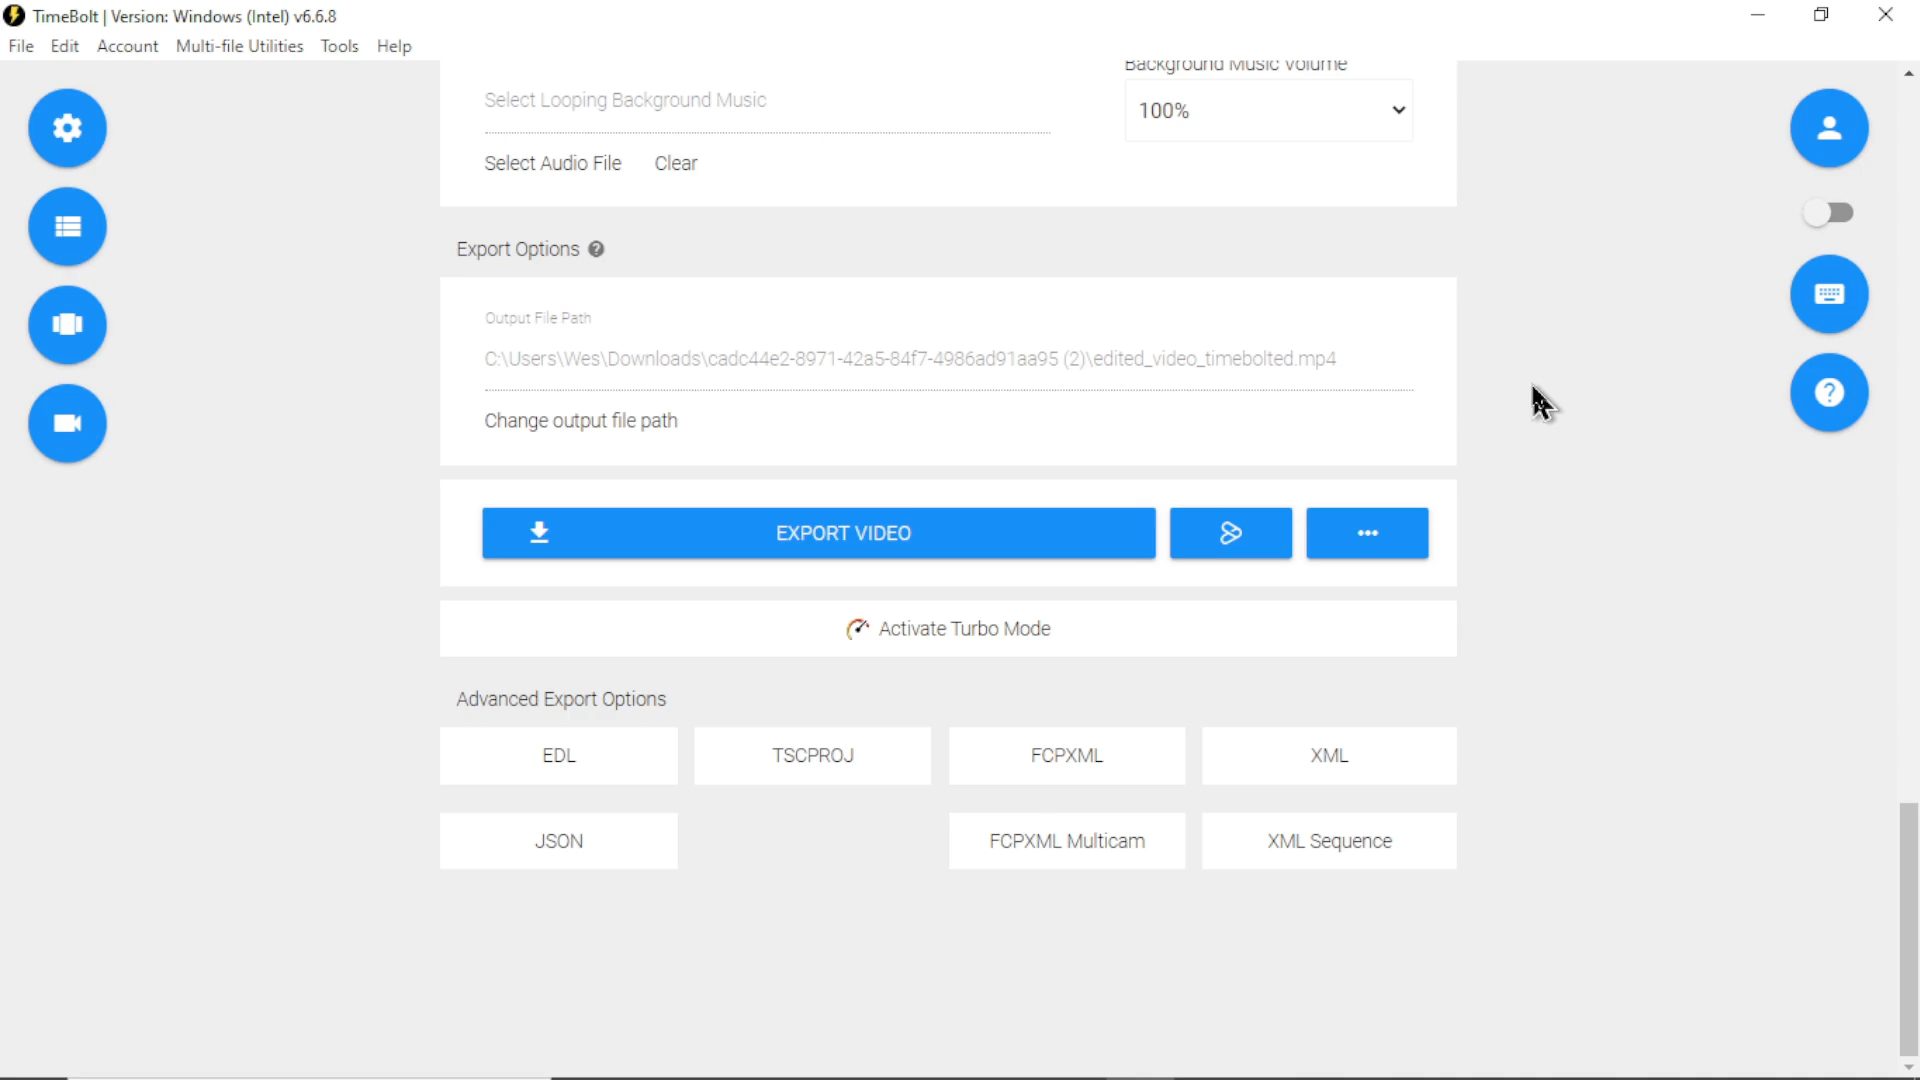 TimeBolt | Version: Windows (Intel) v6.6.8
File Edit Account Multi-file Utilities Tools Help
Background Music Volume
Select Looping Background Music
100%
Select Audio File Clear
Export Options
Output File Path
C:\Users\Wes\Downloads\cadc44e2-8971-42a5-84f7-4986ad91aa95 (2)\edited_video_timebolted.mp4
Change output file path
EXPORT VIDEO
Activate Turbo Mode
Advanced Export Options
EDL TSCPROJ FCPXML XML
JSON FCPXML Multicam XML Sequence